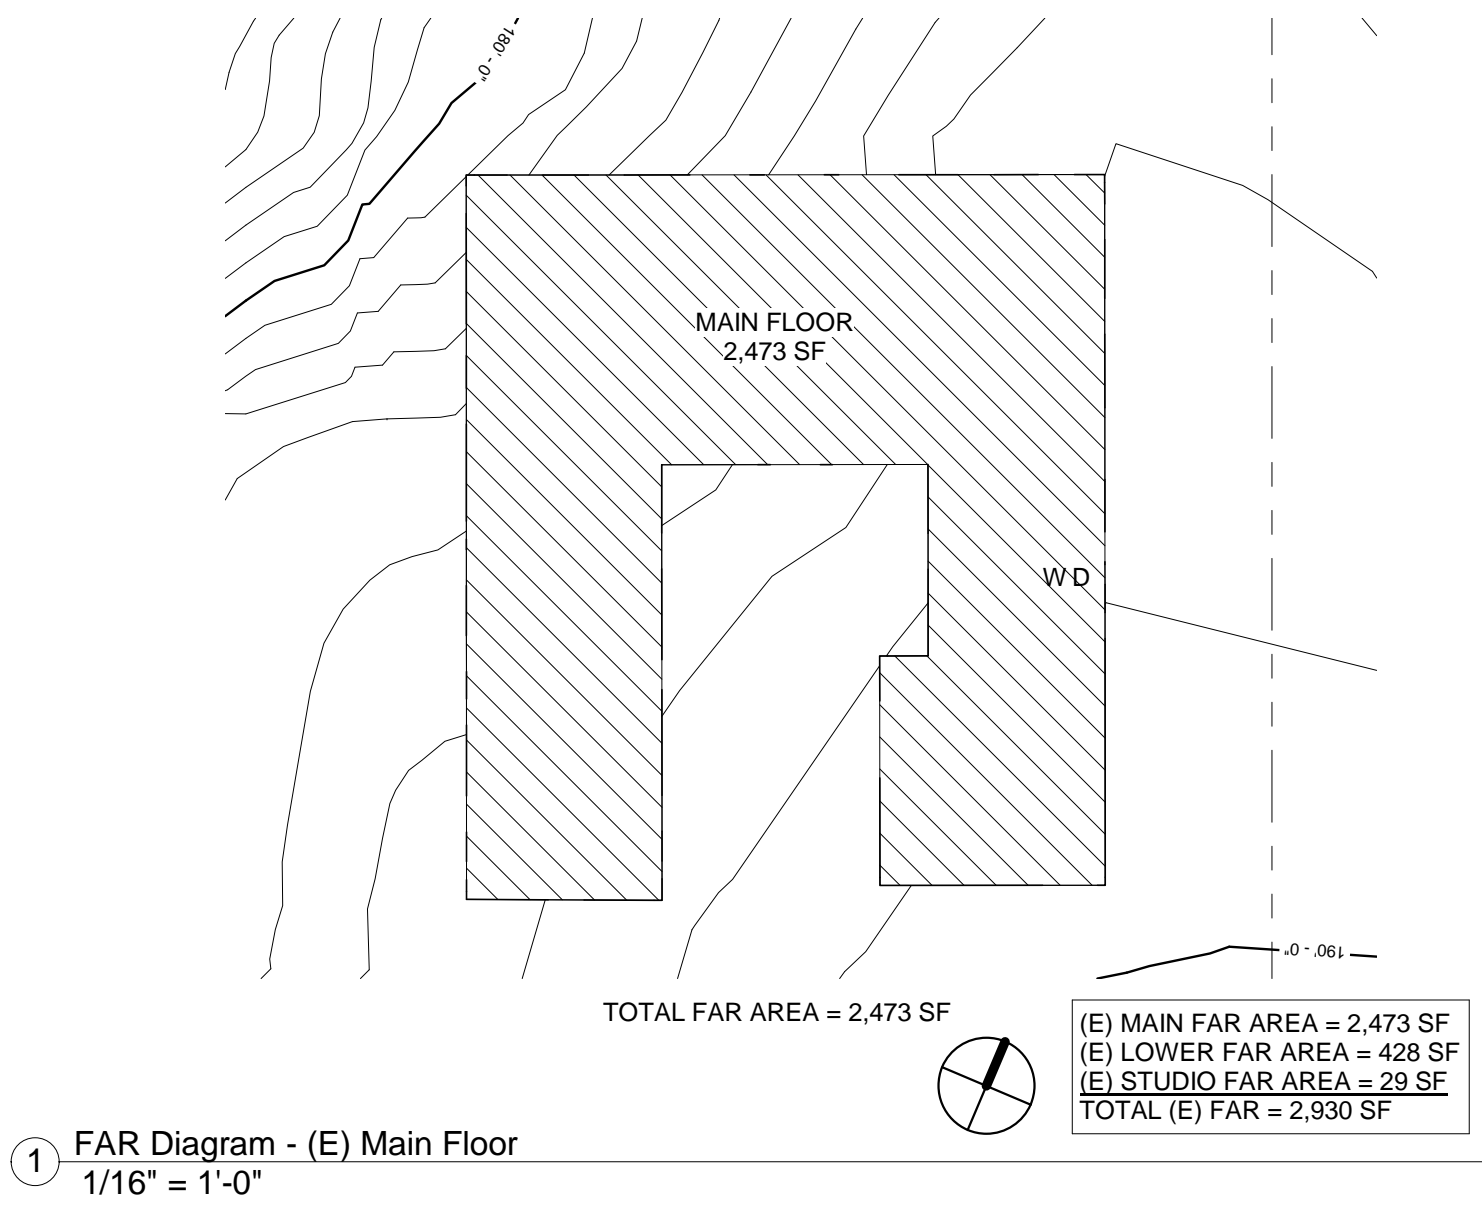 180' - 0"
MAIN FLOOR
2,473 SF
W D
190' - 0"
TOTAL FAR AREA = 2,473 SF
(E) MAIN FAR AREA = 2,473 SF
(E) LOWER FAR AREA = 428 SF
(E) STUDIO FAR AREA = 29 SF
TOTAL (E) FAR = 2,930 SF
1
FAR Diagram - (E) Main Floor
1/16" = 1'-0"